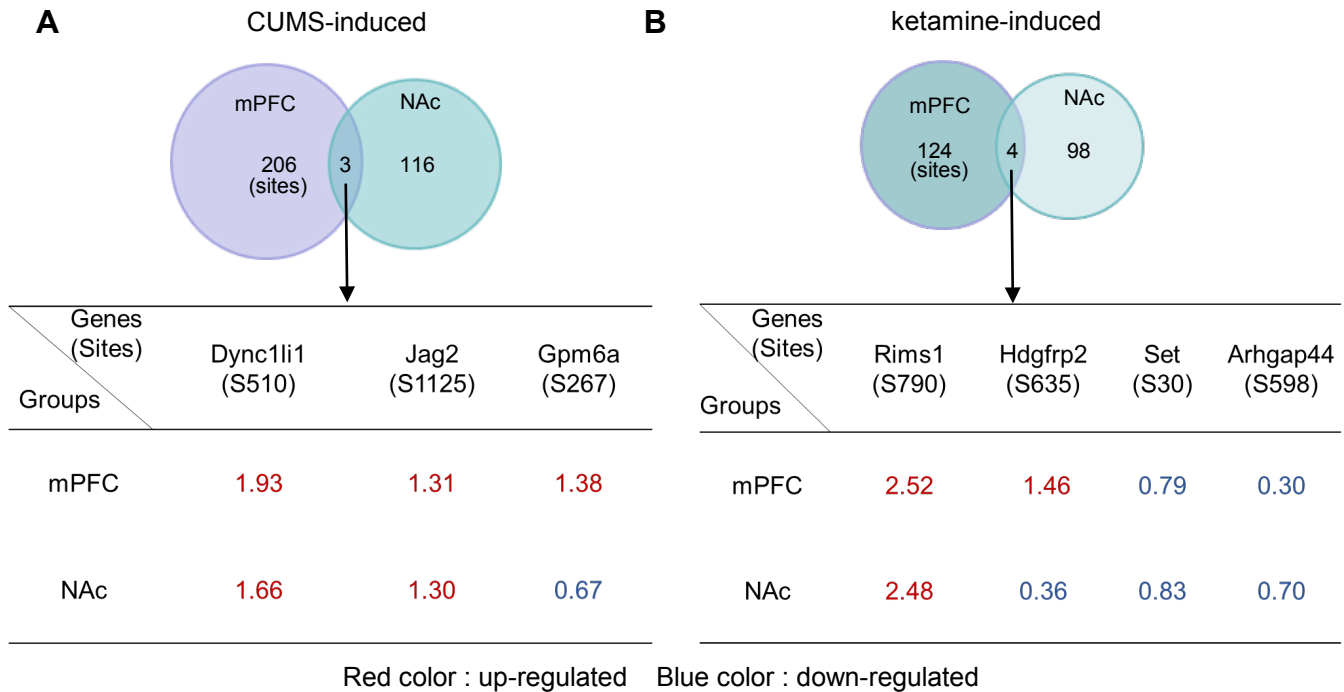 A
CUMS-induced
mPFC
NAc
206
(sites)
3
116
Genes
(Sites)
Groups
Dync1li1
(S510)
Jag2
(S1125)
Gpm6a
(S267)
mPFC
1.93
1.31
1.38
NAc
1.66
1.30
0.67
B
ketamine-induced
mPFC
NAc
124
(sites)
4
98
Genes
(Sites)
Groups
Rims1
(S790)
Hdgfrp2
(S635)
Set
(S30)
Arhgap44
(S598)
mPFC
2.52
1.46
0.79
0.30
NAc
2.48
0.36
0.83
0.70
Red color : up-regulated Blue color : down-regulated